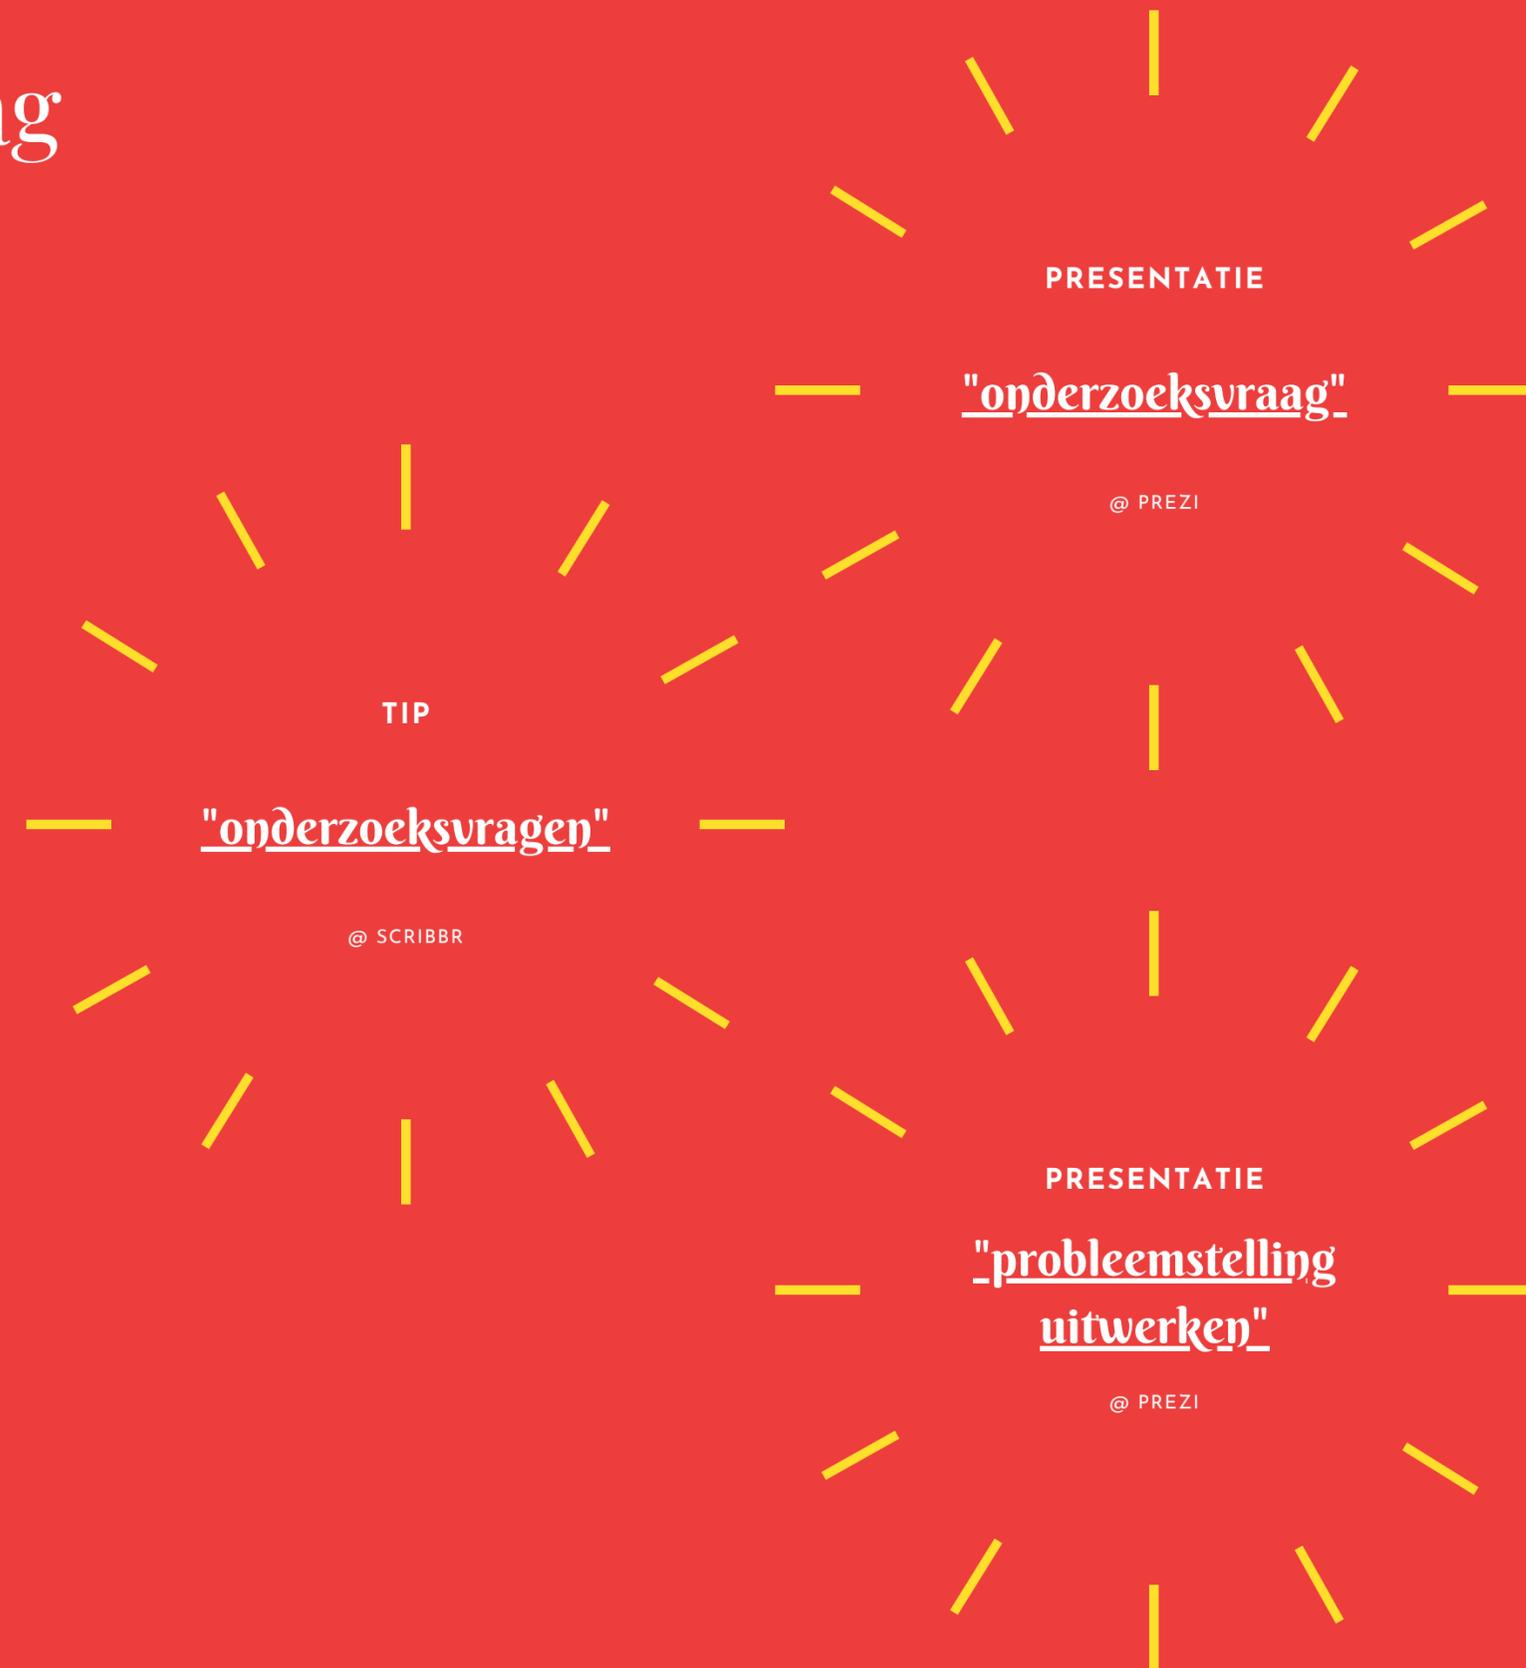 PRESENTATIE
"onderzoeksvraag"
@ PREZI
TIP
"onderzoeksvragen"
@ SCRIBBR
PRESENTATIE
"probleemstelling
uitwerken"
@ PREZI